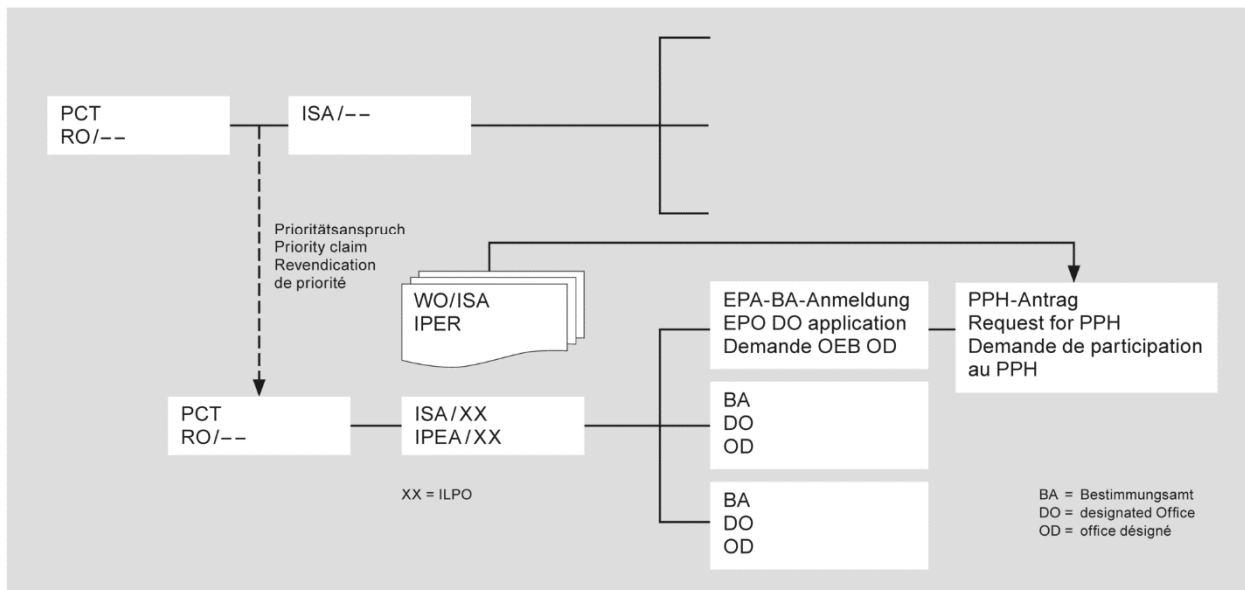 PCT
RO/--
ISA/--
Prioritätsanspruch
Priority claim
Revendication
de priorité
WO/ISA
IPER
EPA-BA-Anmeldung
EPO DO application
Demande OEB OD
PPH-Antrag
Request for PPH
Demande de participation
au PPH
PCT
RO/--
ISA/XX
IPEA/XX
BA
DO
OD
XX = ILPO
BA
DO
OD
BA = Bestimmungsamt
DO = designated Office
OD = office désigné